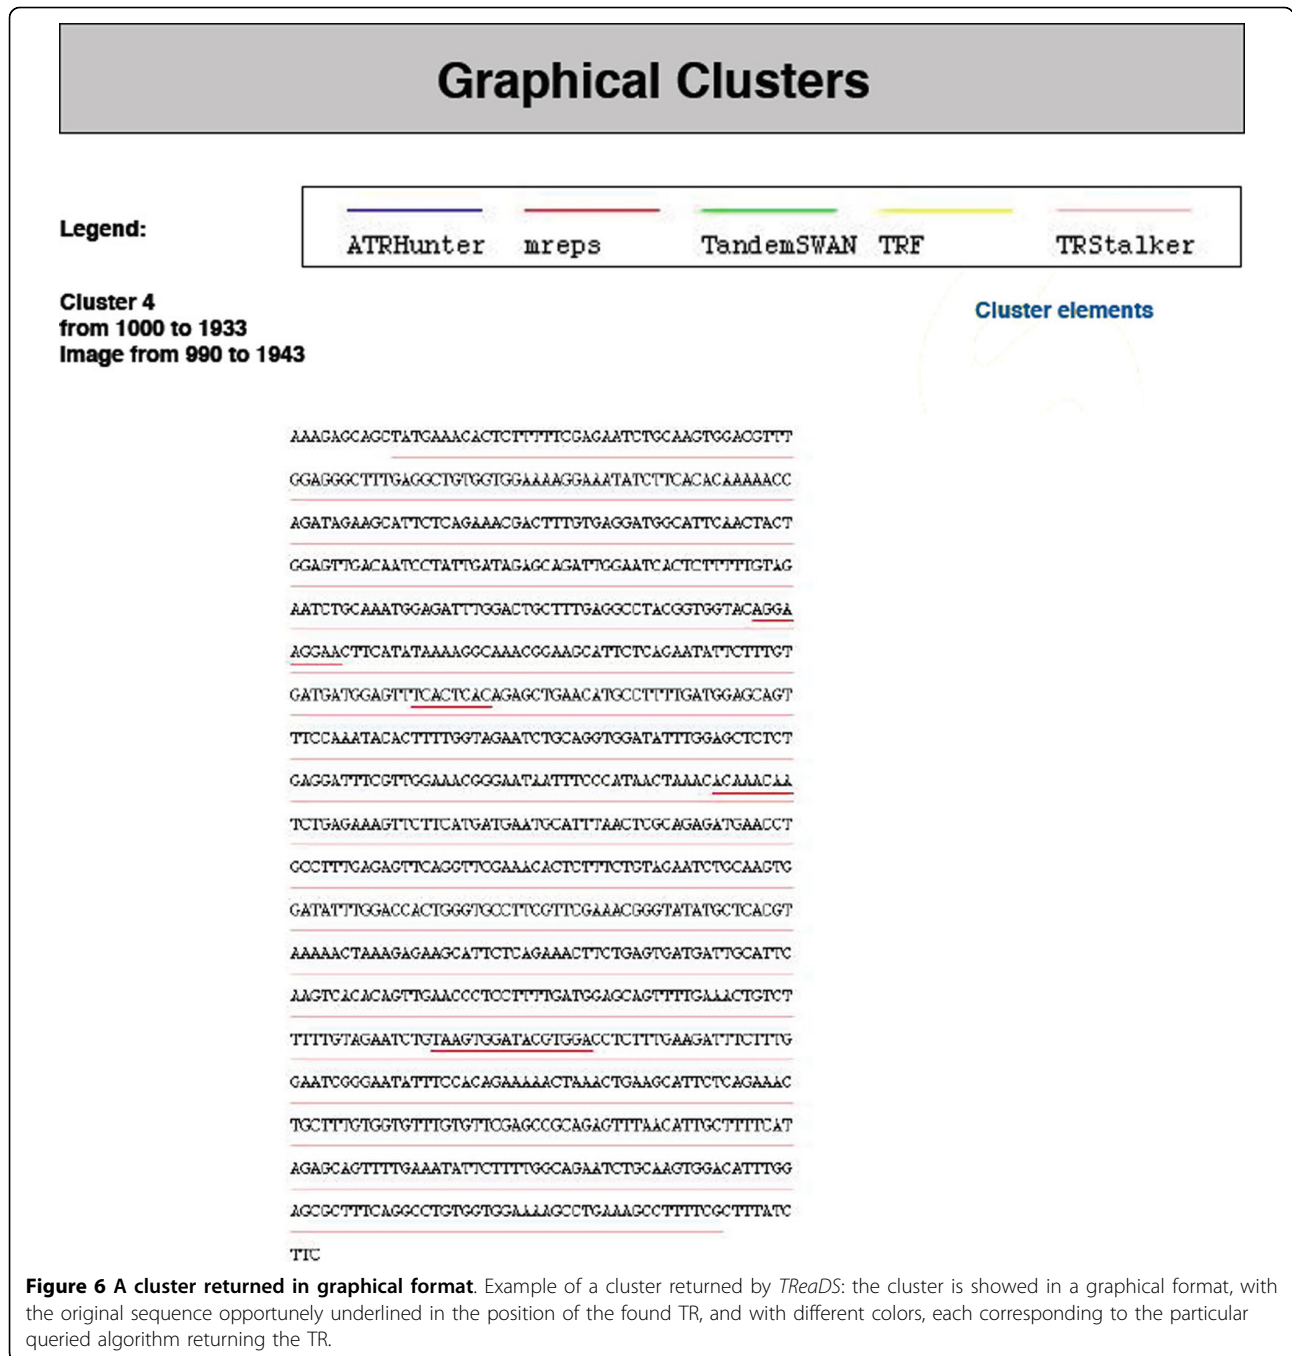 Graphical Clusters
Legend:
ATRHunter mreps TandemSWAN TRF TRStalker
Cluster 4
from 1000 to 1933
Image from 990 to 1943
Cluster elements
AAAGAGCAGCTATGAAACACTCTTTTTCGAGAATCTGCAAGTGGACGTTT
GGAGGGCTTTGAGGCTGTGGTGGAAAAGGAAATATCTTCACACAAAAACC
AGATAGAAGCATTCTCAGAAACGACTTTGTGAGGATGGCATTCAACTACT
GGAGTTGACAATCCTATTGATAGAGCAGATTGGAATCACTCTTTTTGTAG
AATCTGCAAATGGAGATTTGGACTGCTTTGAGGCCTACGGTGGTACAGGA
AGGAACTTCATATAAAAGGCAAACGGAAGCATTCTCAGAATATTCTTTGT
GATGATGGAGTTTCACTCACAGAGCTGAACATGCCTTTTGATGGAGCAGT
TTCCAAATACACTTTTGGTAGAATCTGCAGGTGGATATTTGGAGCTCTCT
GAGGATTTCGTTGGAAACGGGAATAATTTCCCATAACTAAACACAAACAA
TCTGAGAAAGTTCTTCATGATGAATGCATTTAACTCGCAGAGATGAACCT
GCCTTTGAGAGTTCAGGTTCGAAACACTCTTTCTGTAGAATCTGCAAGTG
GATATTTGGACCACTGGGTGCCTTCGTTCGAAACGGGTATATGCTCACGT
AAAAACTAAAGAGAAGCATTCTCAGAAACTTCTGAGTGATGATTGCATTC
AAGTCACACAGTTGAACCCTCCTTTTGATGGAGCAGTTTTGAAACTGTCT
TTTTGTAGAATCTGTAAGTGGATACGTGGACCTCTTTGAAGATTTCTTTG
GAATCGGGAATATTTCCACAGAAAAACTAAACTGAAGCATTCTCAGAAAC
TGCTTTGTGGTGTTTGTGTTCGAGCCGCAGAGTTTAACATTGCTTTTCAT
AGAGCAGTTTTGAAATATTCTTTTGGCAGAATCTGCAAGTGGACATTTGG
AGCGCTTTCAGGCCTGTGGTGGAAAAGCCTGAAAGCCTTTTCGCTTTATC
TTC
Figure 6 A cluster returned in graphical format. Example of a cluster returned by TReaDS: the cluster is showed in a graphical format, with
the original sequence opportunely underlined in the position of the found TR, and with different colors, each corresponding to the particular
queried algorithm returning the TR.